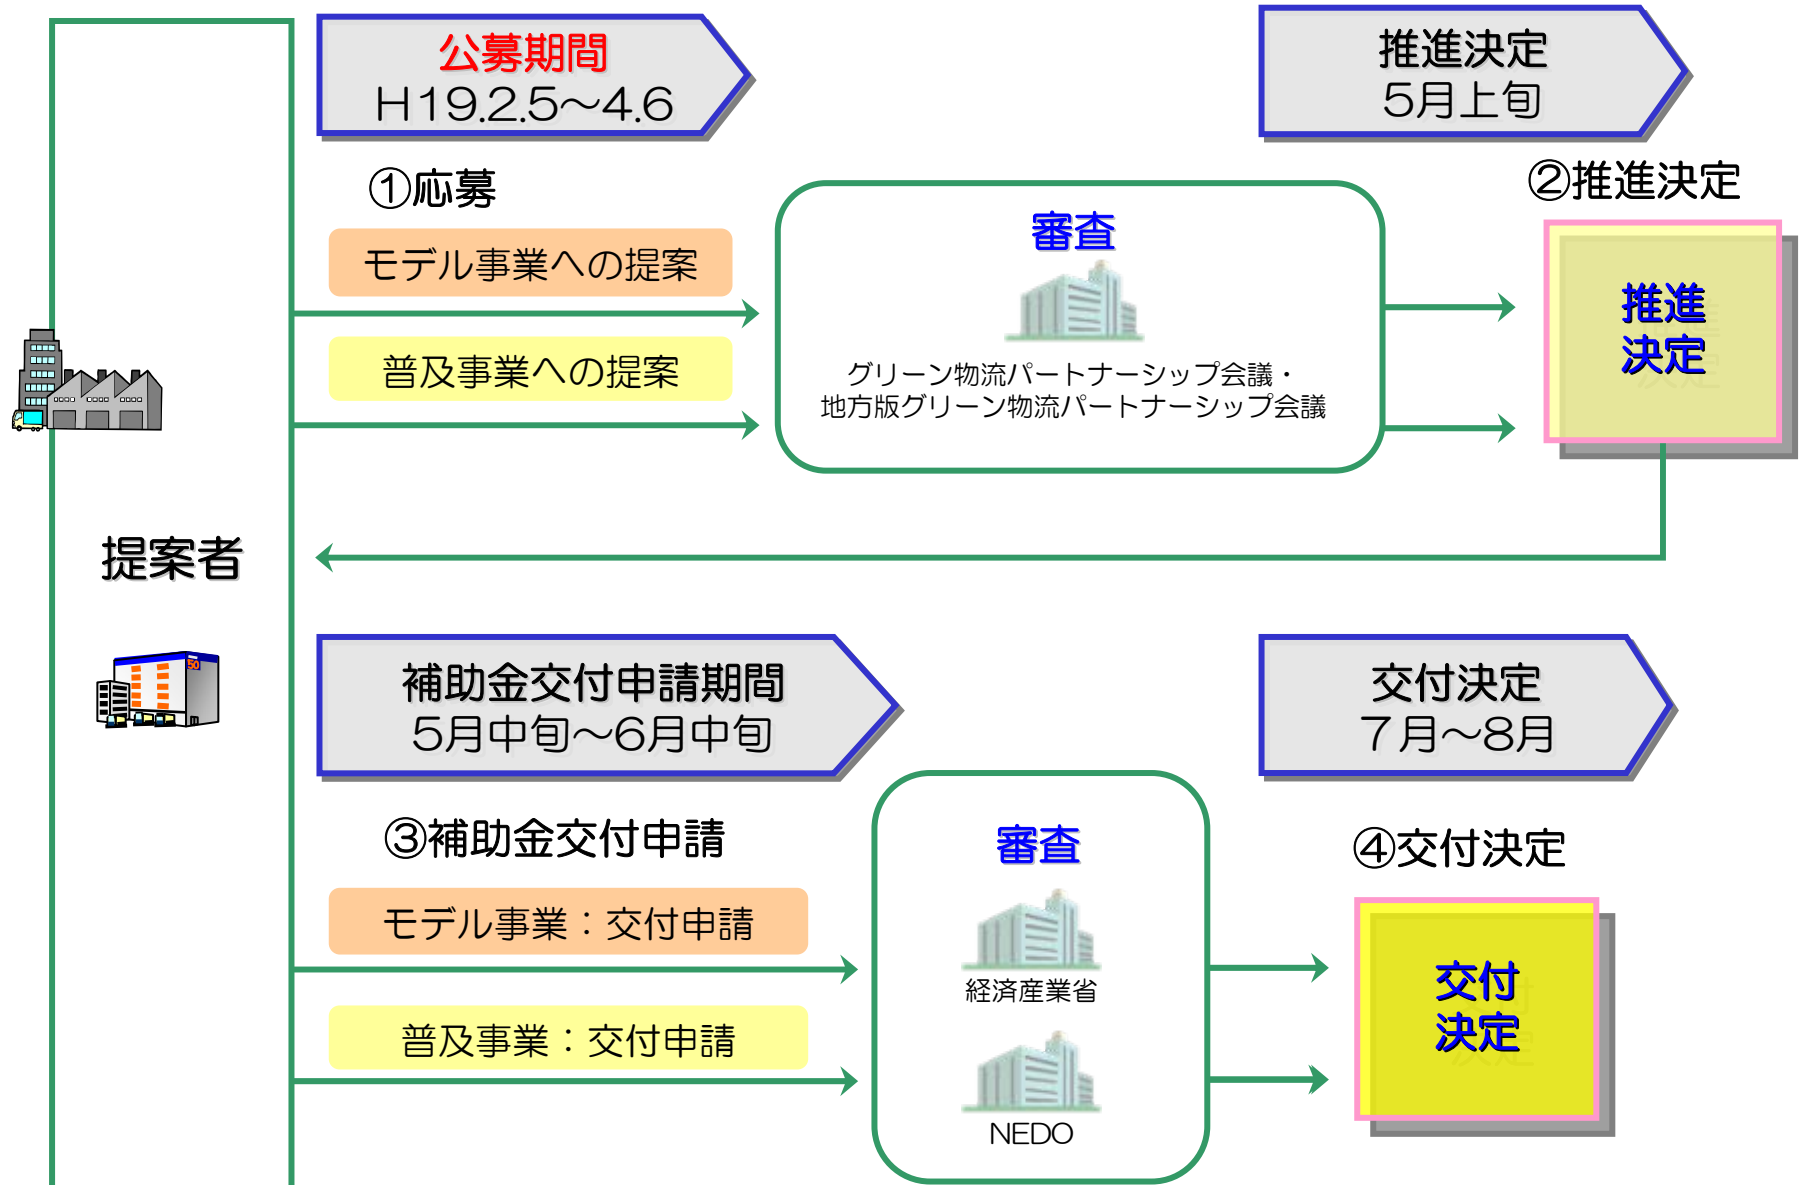 公募期間
H19.2.5～4.6
推進決定
5月上旬
①応募
②推進決定
モデル事業への提案
普及事業への提案
審査
グリーン物流パートナーシップ会議・
地方版グリーン物流パートナーシップ会議
推進
決定
提案者
50
補助金交付申請期間
5月中旬～6月中旬
交付決定
7月～8月
③補助金交付申請
④交付決定
モデル事業：交付申請
普及事業：交付申請
審査
経済産業省
NEDO
交付
決定